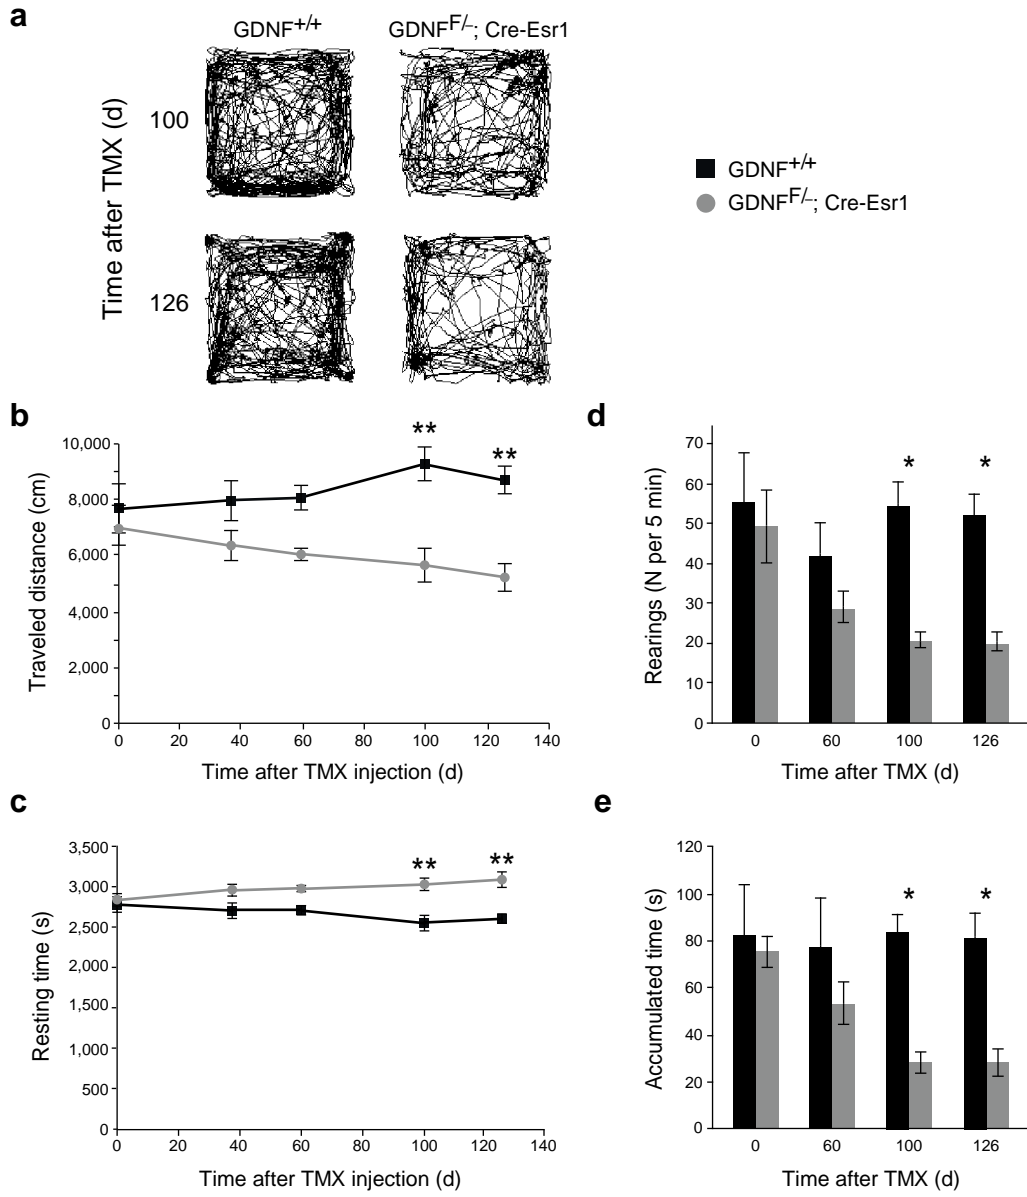 a
GDNF+/+
GDNFF/–; Cre-Esr1
Time after TMX (d)
100
126
GDNF+/+
GDNFF/–; Cre-Esr1
b
**
**
Traveled distance (cm)
10,000
8,000
6,000
4,000
2,000
0
0 20 40 60 80 100 120 140
Time after TMX injection (d)
d
*
*
Rearings (N per 5 min)
70
60
50
40
30
20
10
0
0 60 100 126
Time after TMX (d)
c
**
**
Resting time (s)
3,500
3,000
2,500
2,000
1,500
1,000
500
0
0 20 40 60 80 100 120 140
Time after TMX injection (d)
e
*
*
Accumulated time (s)
120
100
80
60
40
20
0
0 60 100 126
Time after TMX (d)